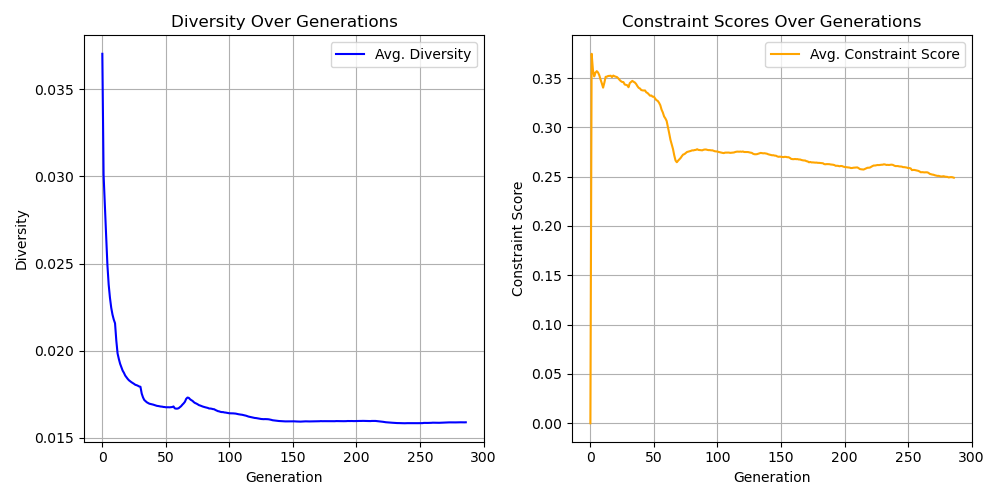 Diversity Over Generations
Avg. Diversity
0.035
0.030
0.025
0.020
0.015
Diversity
0 50 100 150 200 250 300
Generation
Constraint Scores Over Generations
Avg. Constraint Score
0.35
0.30
0.25
0.20
0.15
0.10
0.05
0.00
Constraint Score
0 50 100 150 200 250 300
Generation